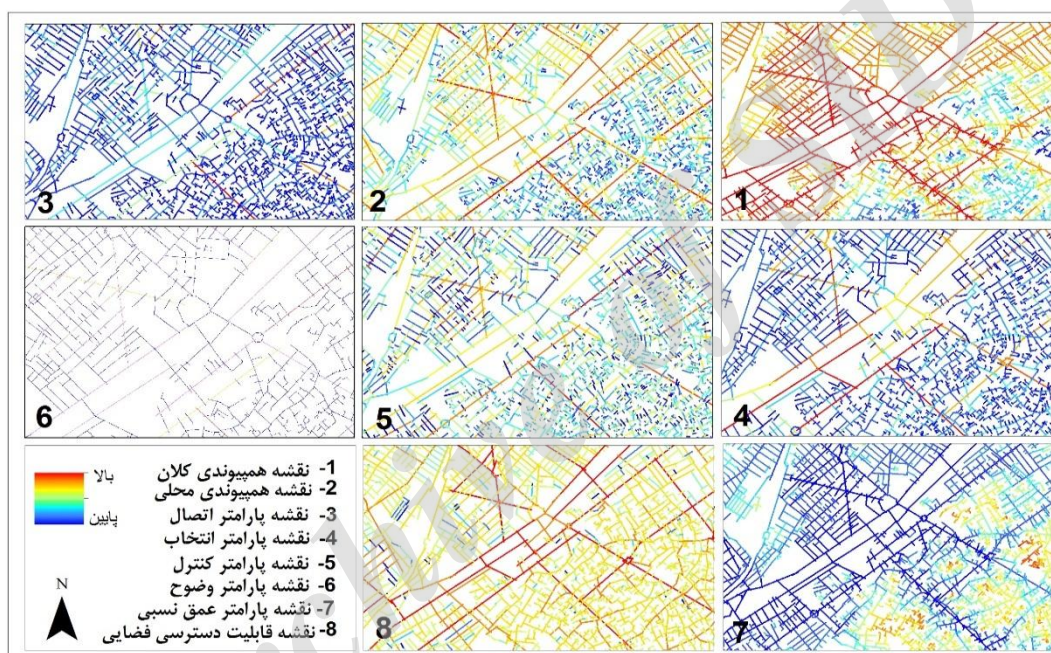 3
2
1
6
5
4
بالا
پایین
N
1- نقشه همپیوندی کلان
2- نقشه همپیوندی محلی
3- نقشه پارامتر اتصال
4- نقشه پارامتر انتخاب
5- نقشه پارامتر کنترل
6- نقشه پارامتر وضوح
7- نقشه پارامتر عمق نسبی
8- نقشه قابلیت دسترسی فضایی
8
7